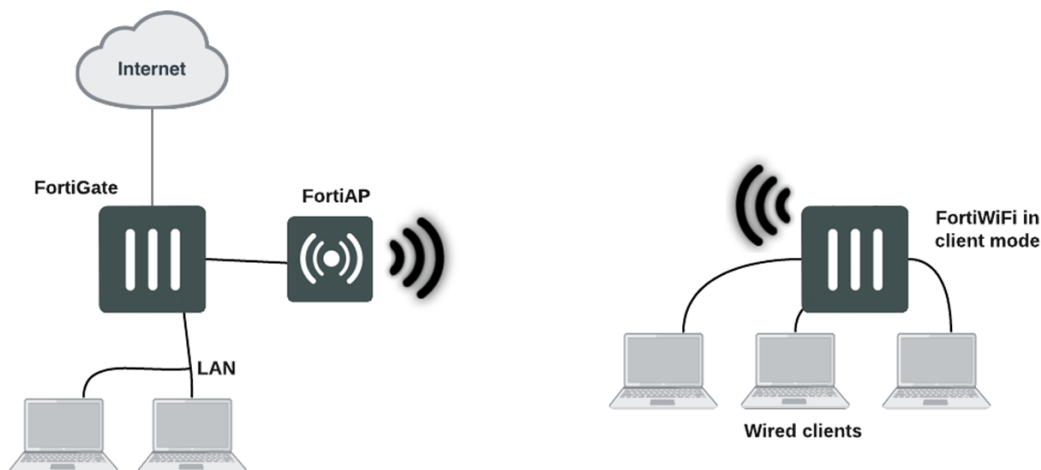 Internet
FortiGate
FortiAP
LAN
FortiWiFi in
client mode
Wired clients